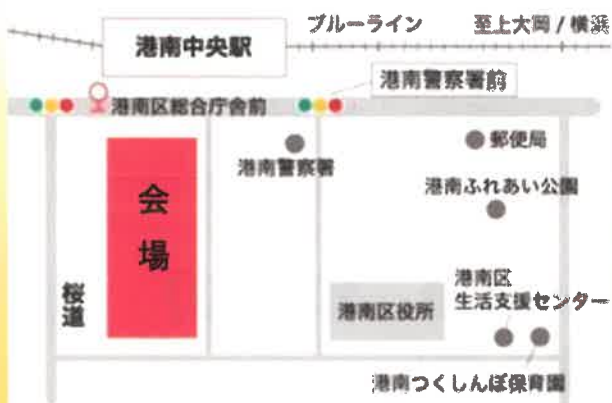 ブルーライン
至上大岡 / 横浜
港南中央駅
港南警察署前
港南区総合庁舎前
郵便局
港南警察署
会場
港南ふれあい公園
桜道
港南区
生活支援センター
港南区役所
港南つくしんぼ保育園